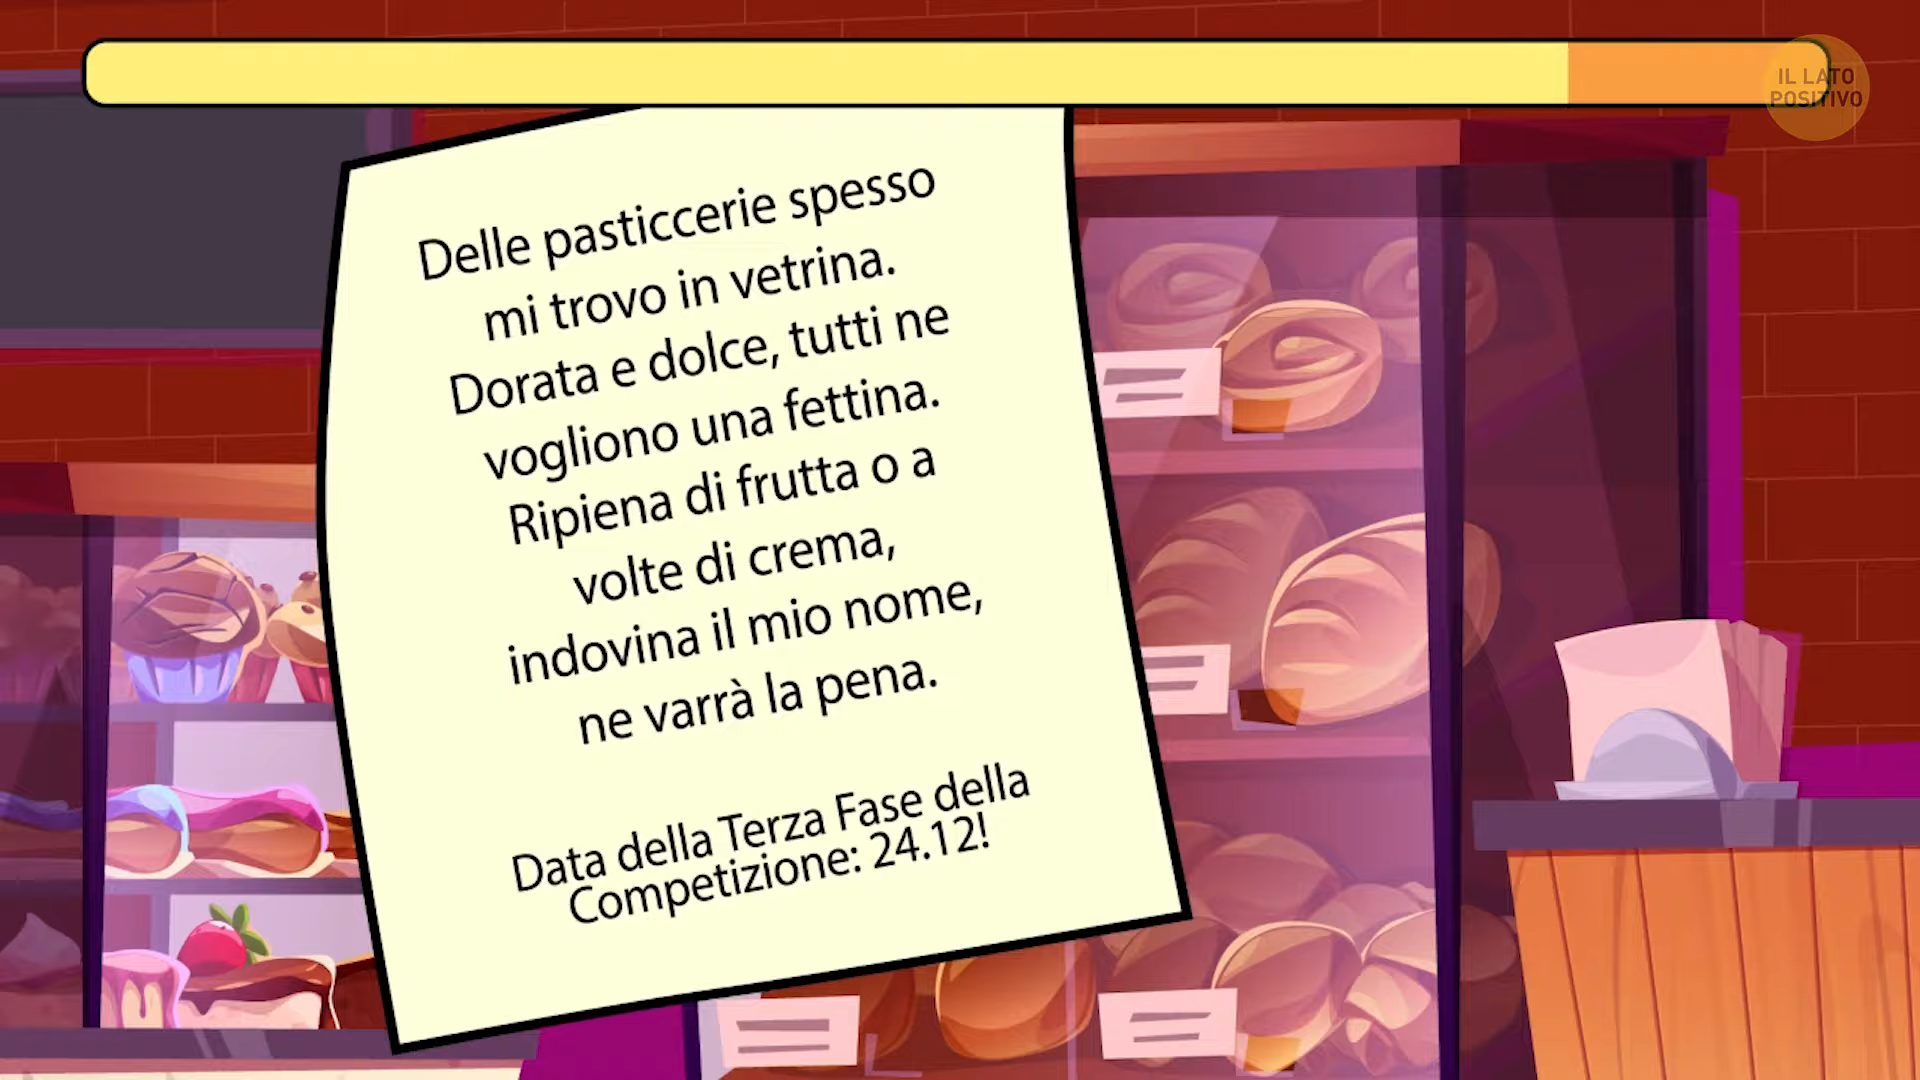 IL LATO
POSITIVO
Delle pasticcerie spesso
mi trovo in vetrina.
Dorata e dolce, tutti ne
vogliono una fettina.
Ripiena di frutta o a
volte di crema,
indovina il mio nome,
ne varrà la pena.
Data della Terza Fase della
Competizione: 24.12!